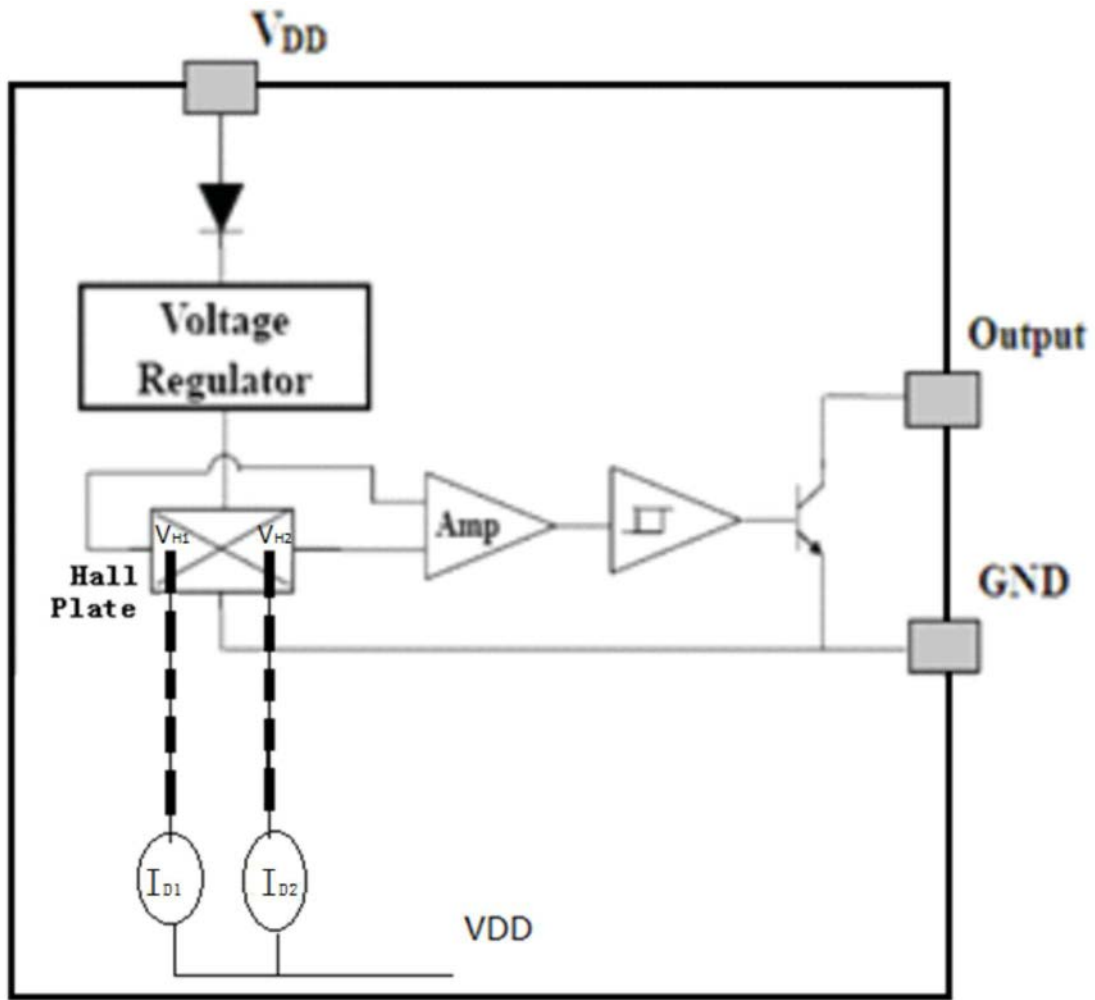 VDD
Voltage
Regulator
Output
Amp
VH1 VH2
Hall
Plate
GND
ID1 ID2
VDD